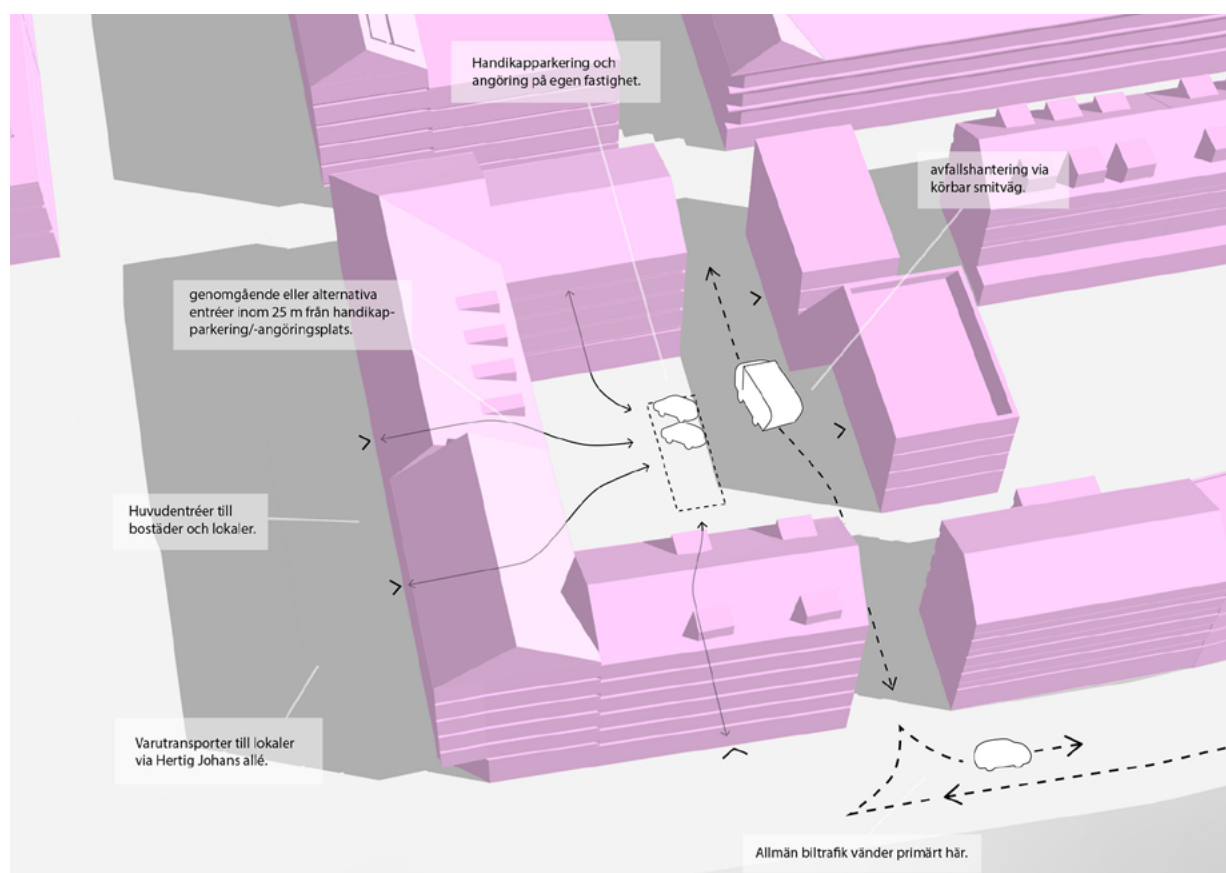 Handikapparkering och
angöring på egen fastighet.
avfallshantering via
körbar smitväg.
genomgående eller alternativa
entréer inom 25 m från handikap-
parkering/-angöringsplats.
Huvudentréer till
bostäder och lokaler.
Varutransporter till lokaler
via Hertig Johans allé.
Allmän biltrafik vänder primärt här.